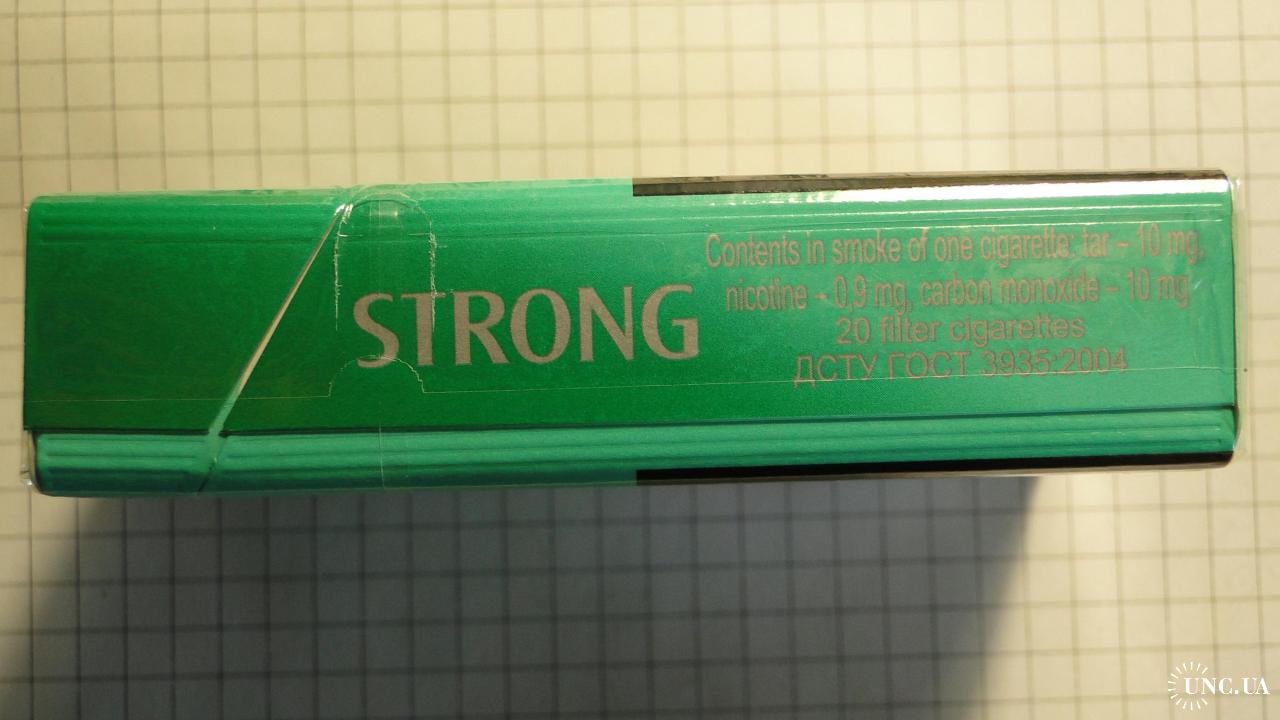 STRONG
Contents in smoke of one cigarette: tar – 10 mg,
nicotine – 0,9 mg, carbon monoxide – 10 mg
20 filter cigarettes
ДСТУ ГОСТ 3935:2004
UNC.UA